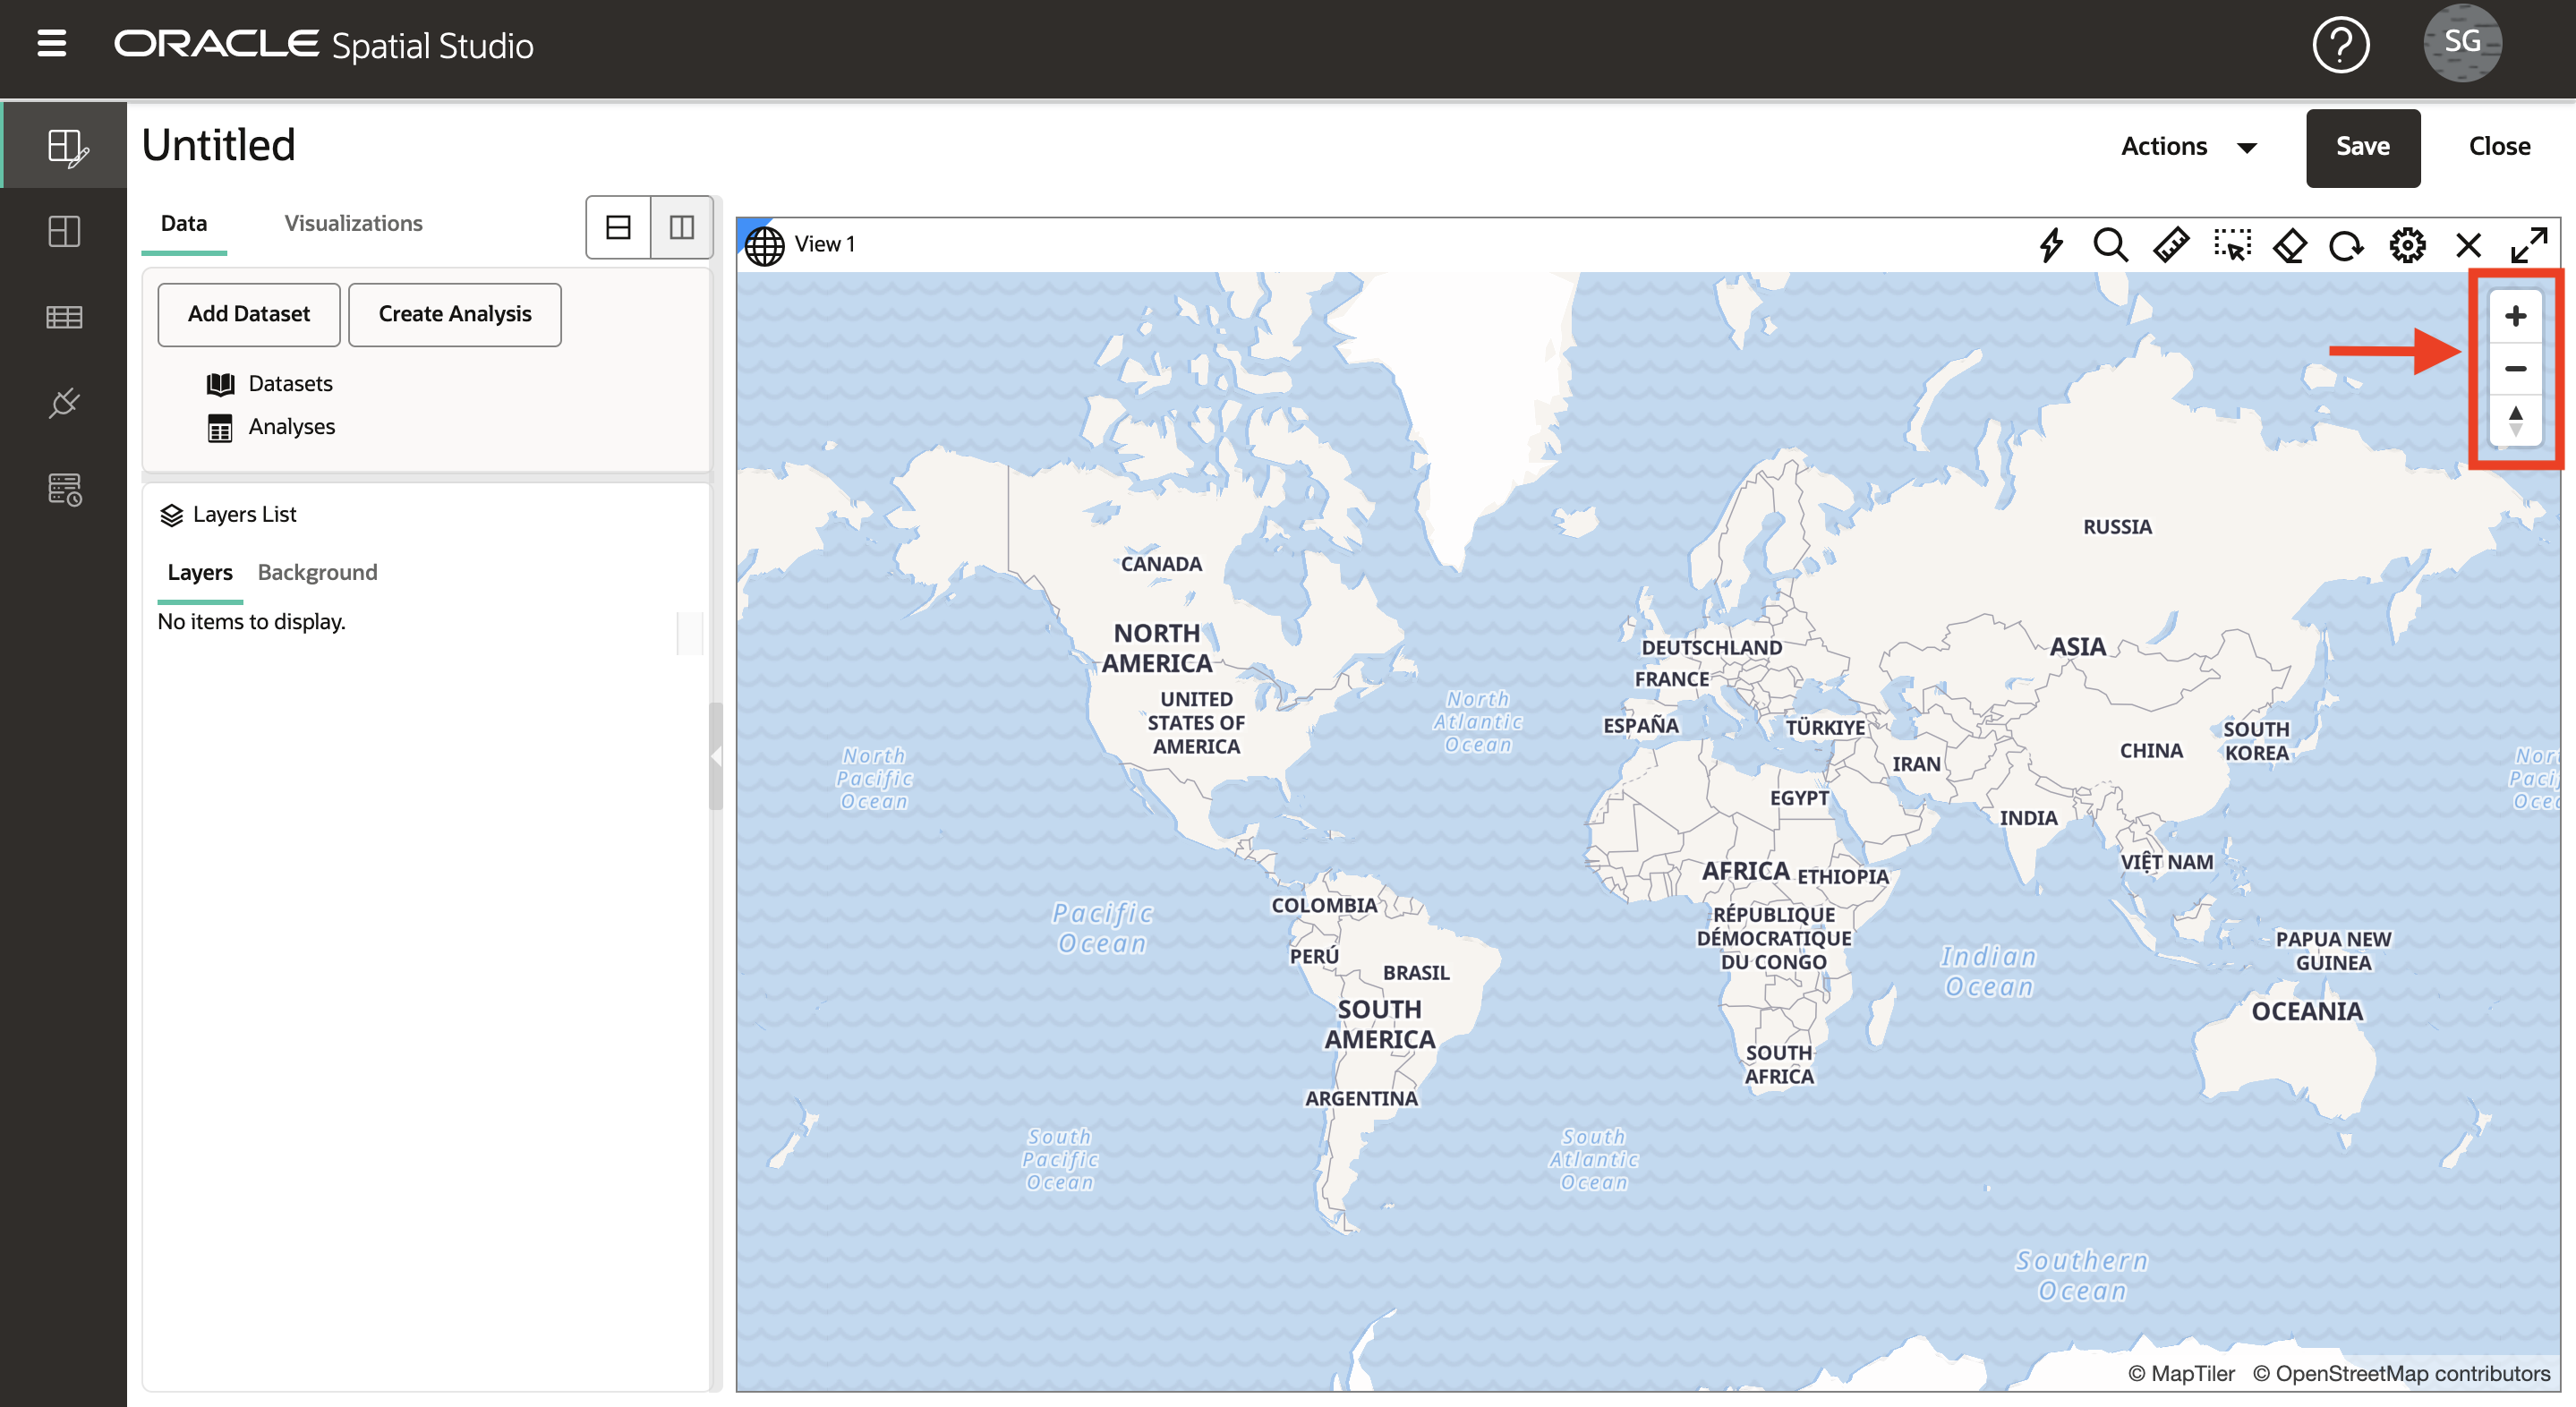 ORACLE Spatial Studio
SG
Untitled
Actions
Save
Close
Data
Visualizations
View 1
Add Dataset
Create Analysis
Datasets
Analyses
Layers List
Layers
Background
No items to display.
RUSSIA
CANADA
NORTH
AMERICA
UNITED
STATES OF
AMERICA
DEUTSCHLAND
FRANCE
ESPAÑA
TÜRKIYE
ASIA
IRAN
CHINA
SOUTH
KOREA
North
Atlantic
Ocean
North
Pacific
Ocean
Nor
Pacif
Ocea
EGYPT
INDIA
VIỆT NAM
AFRICA
ETHIOPIA
COLOMBIA
RÉPUBLIQUE
DÉMOCRATIQUE
DU CONGO
Pacific
Ocean
PERÚ
BRASIL
SOUTH
AMERICA
Indian
Ocean
PAPUA NEW
GUINEA
OCEANIA
SOUTH
AFRICA
ARGENTINA
South
Pacific
Ocean
South
Atlantic
Ocean
Southern
Ocean
© MapTiler © OpenStreetMap contributors